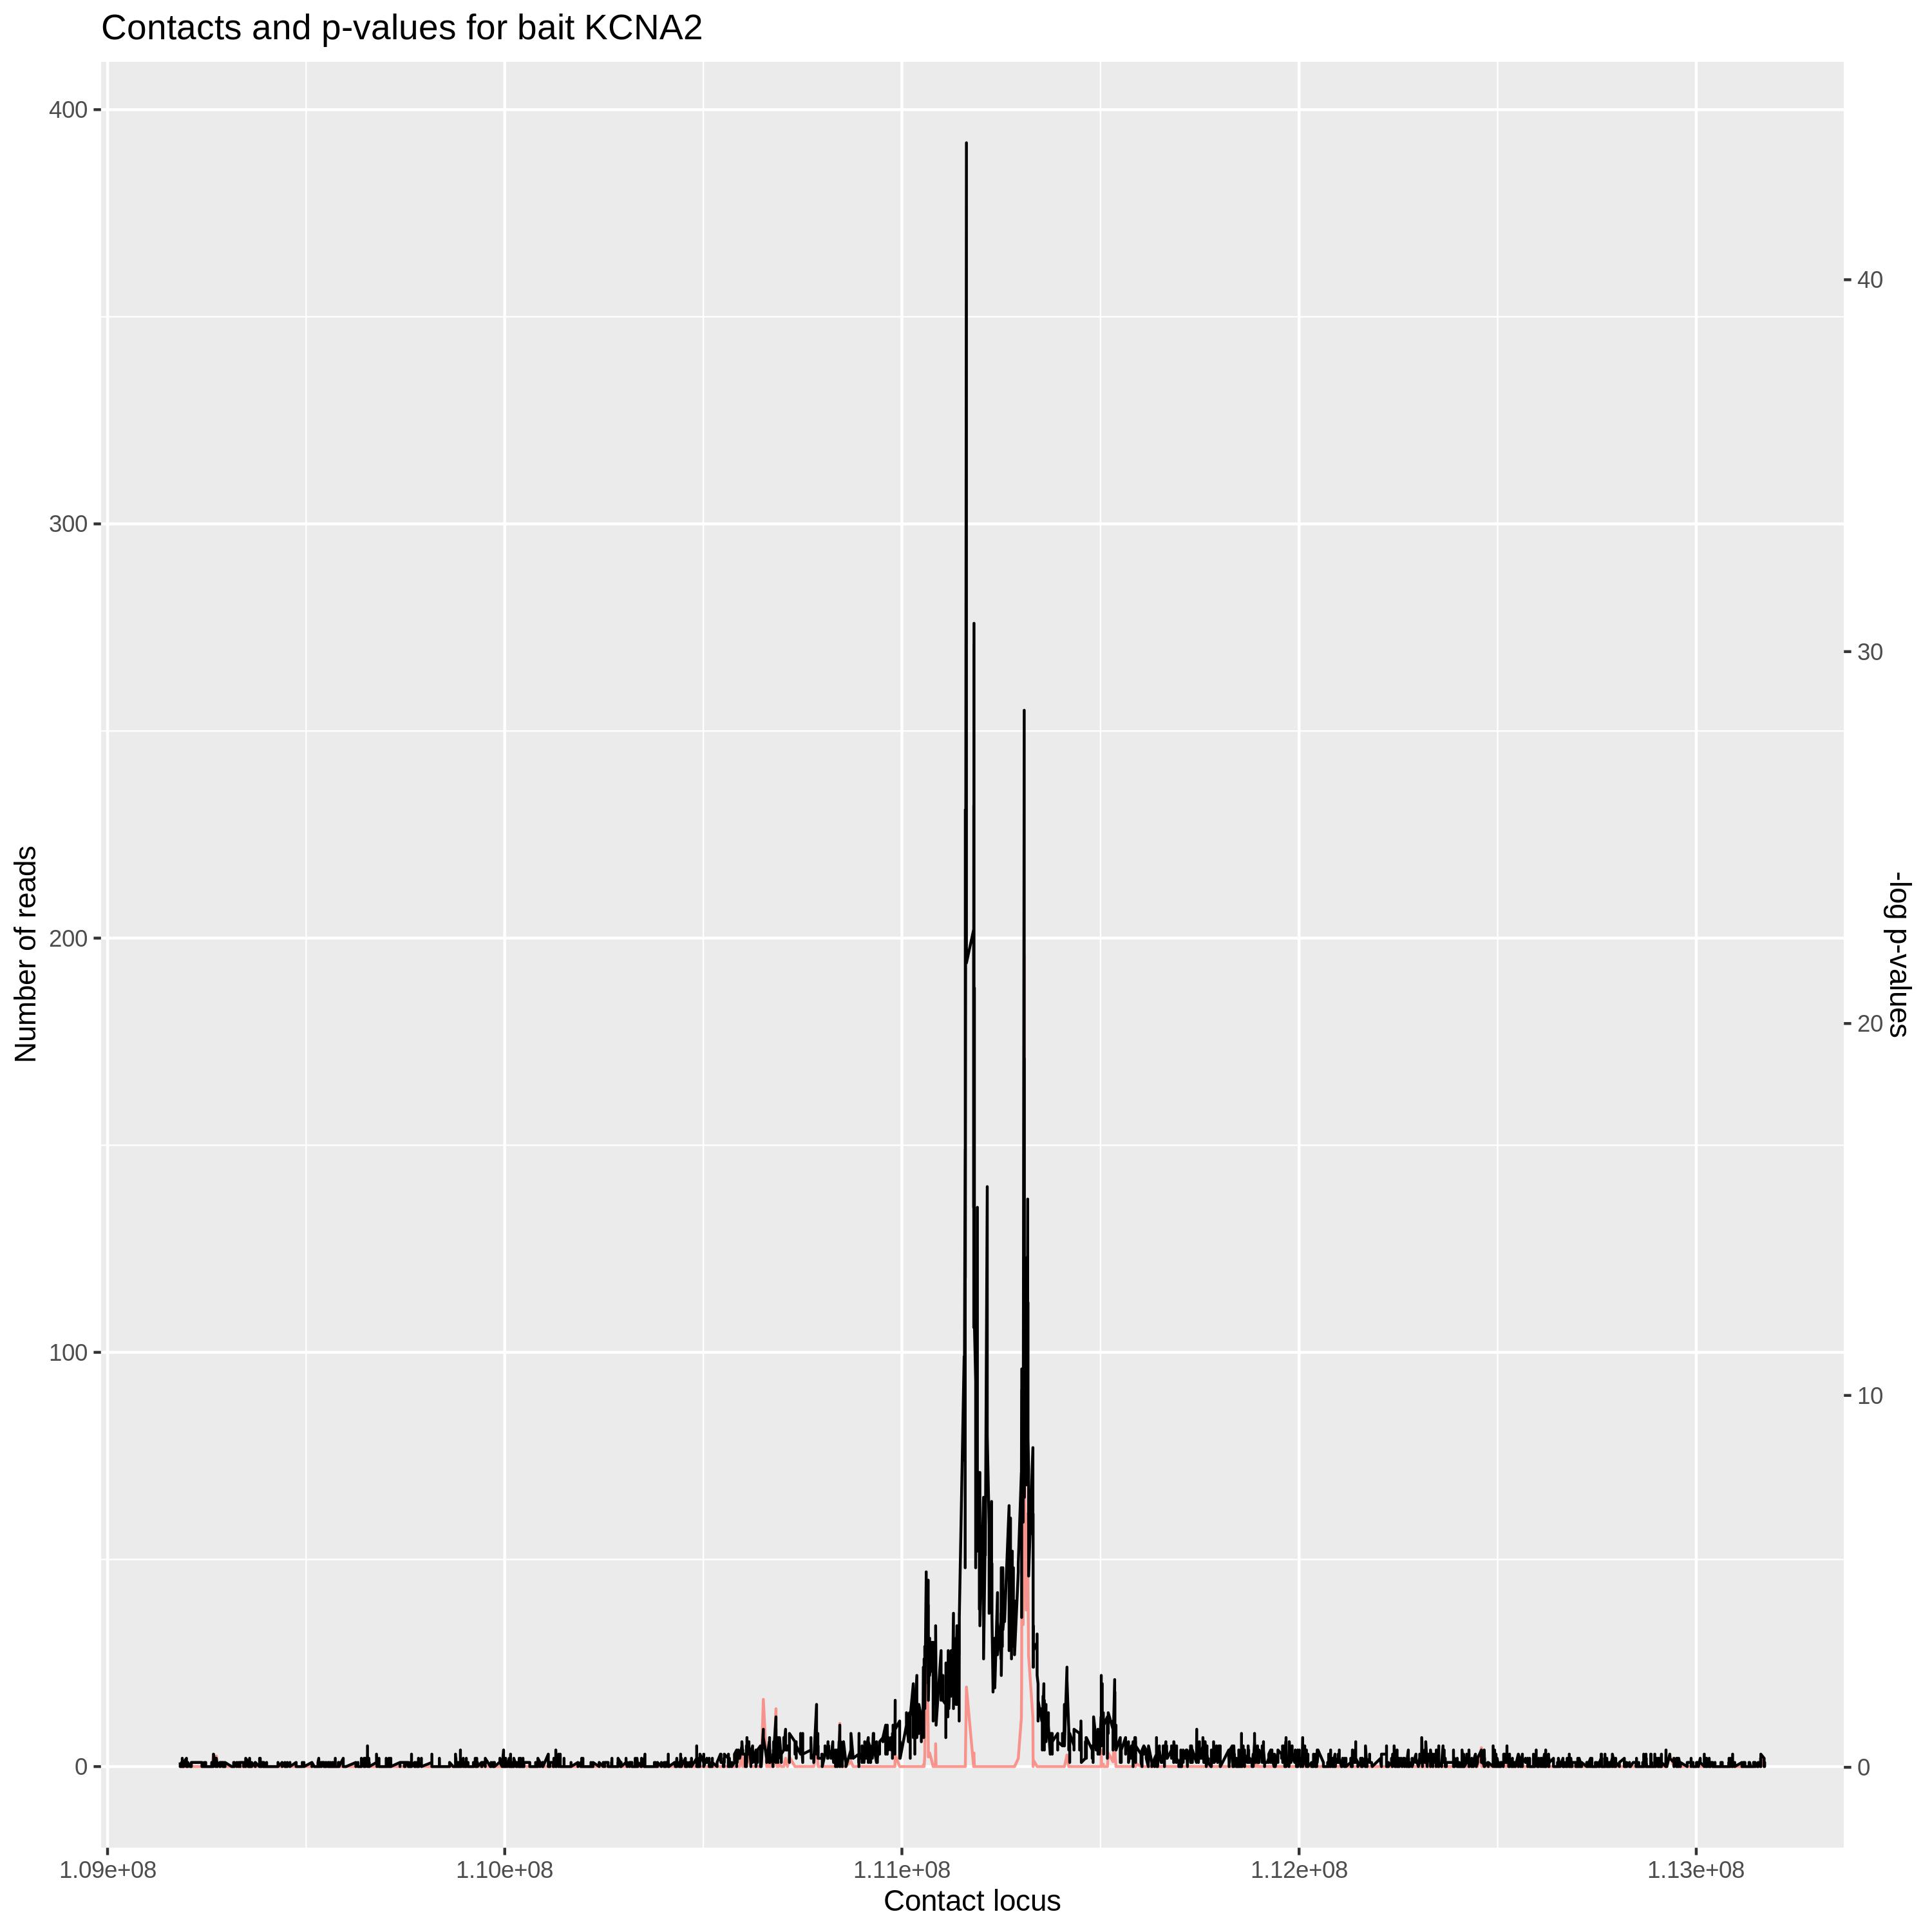 Contacts and p-values for bait KCNA2
400
300
200
100
0
Number of reads
40
30
20
10
0
-log p-values
1.09e+08
1.10e+08
1.11e+08
1.12e+08
1.13e+08
Contact locus